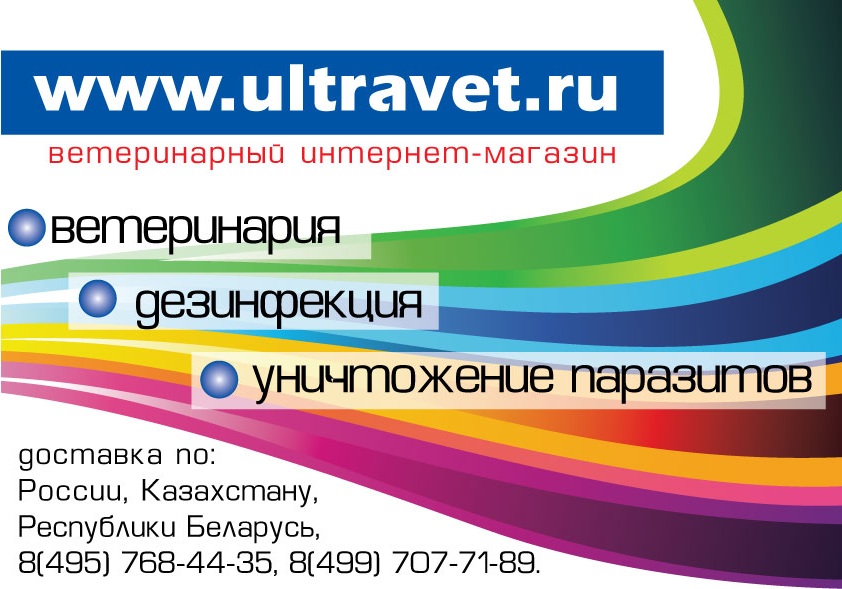 www.ultravet.ru
ветеринарный интернет-магазин
ветеринария
дезинфекция
уничтожение паразитов
доставка по:
России, Казахстану,
Республики Беларусь,
8(495) 768-44-35, 8(499) 707-71-89.